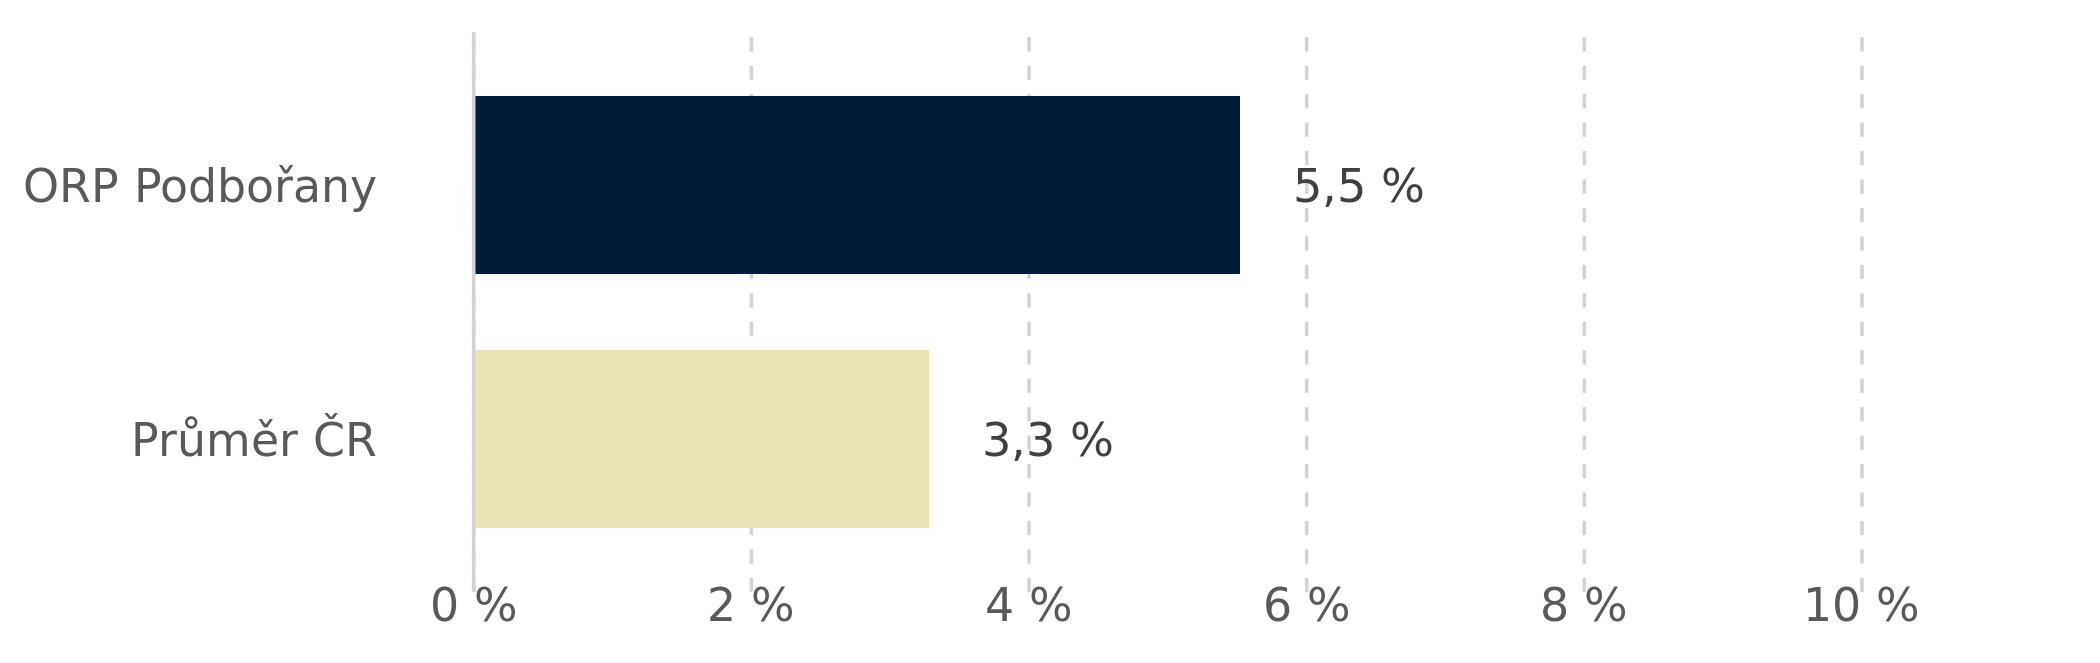 ORP Podbořany
5,5 %
Průměr ČR
3,3 %
0 % 2 % 4 % 6 % 8 % 10 %